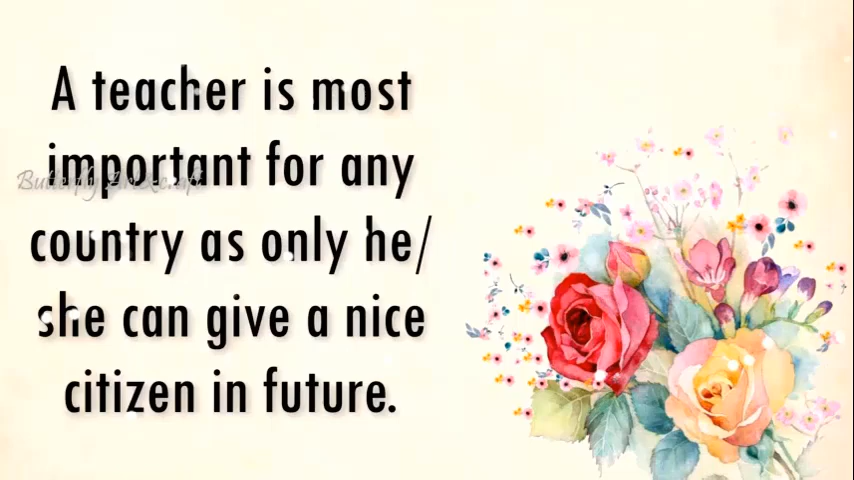 A teacher is most
important for any
country as only he/
she can give a nice
citizen in future.